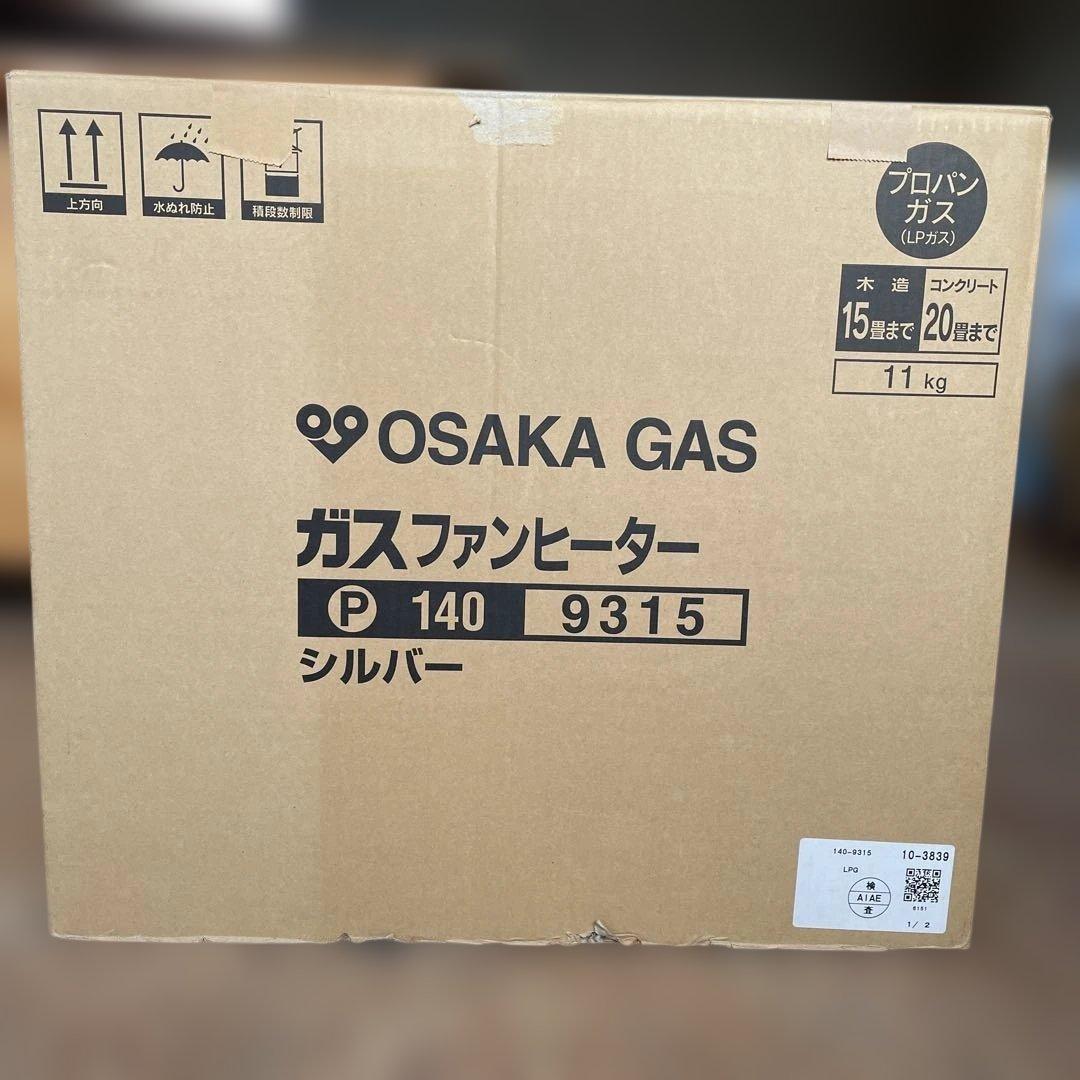 上方向
水ぬれ防止
積段数制限
プロパン
ガス
(LPガス)
木造 コンクリート
15畳まで 20畳まで
11kg
OSAKA GAS
ガスファンヒーター
P 140 9315
シルバー
140-9315 10-3839
LPG
検
AIAE
査
6151
1/ 2